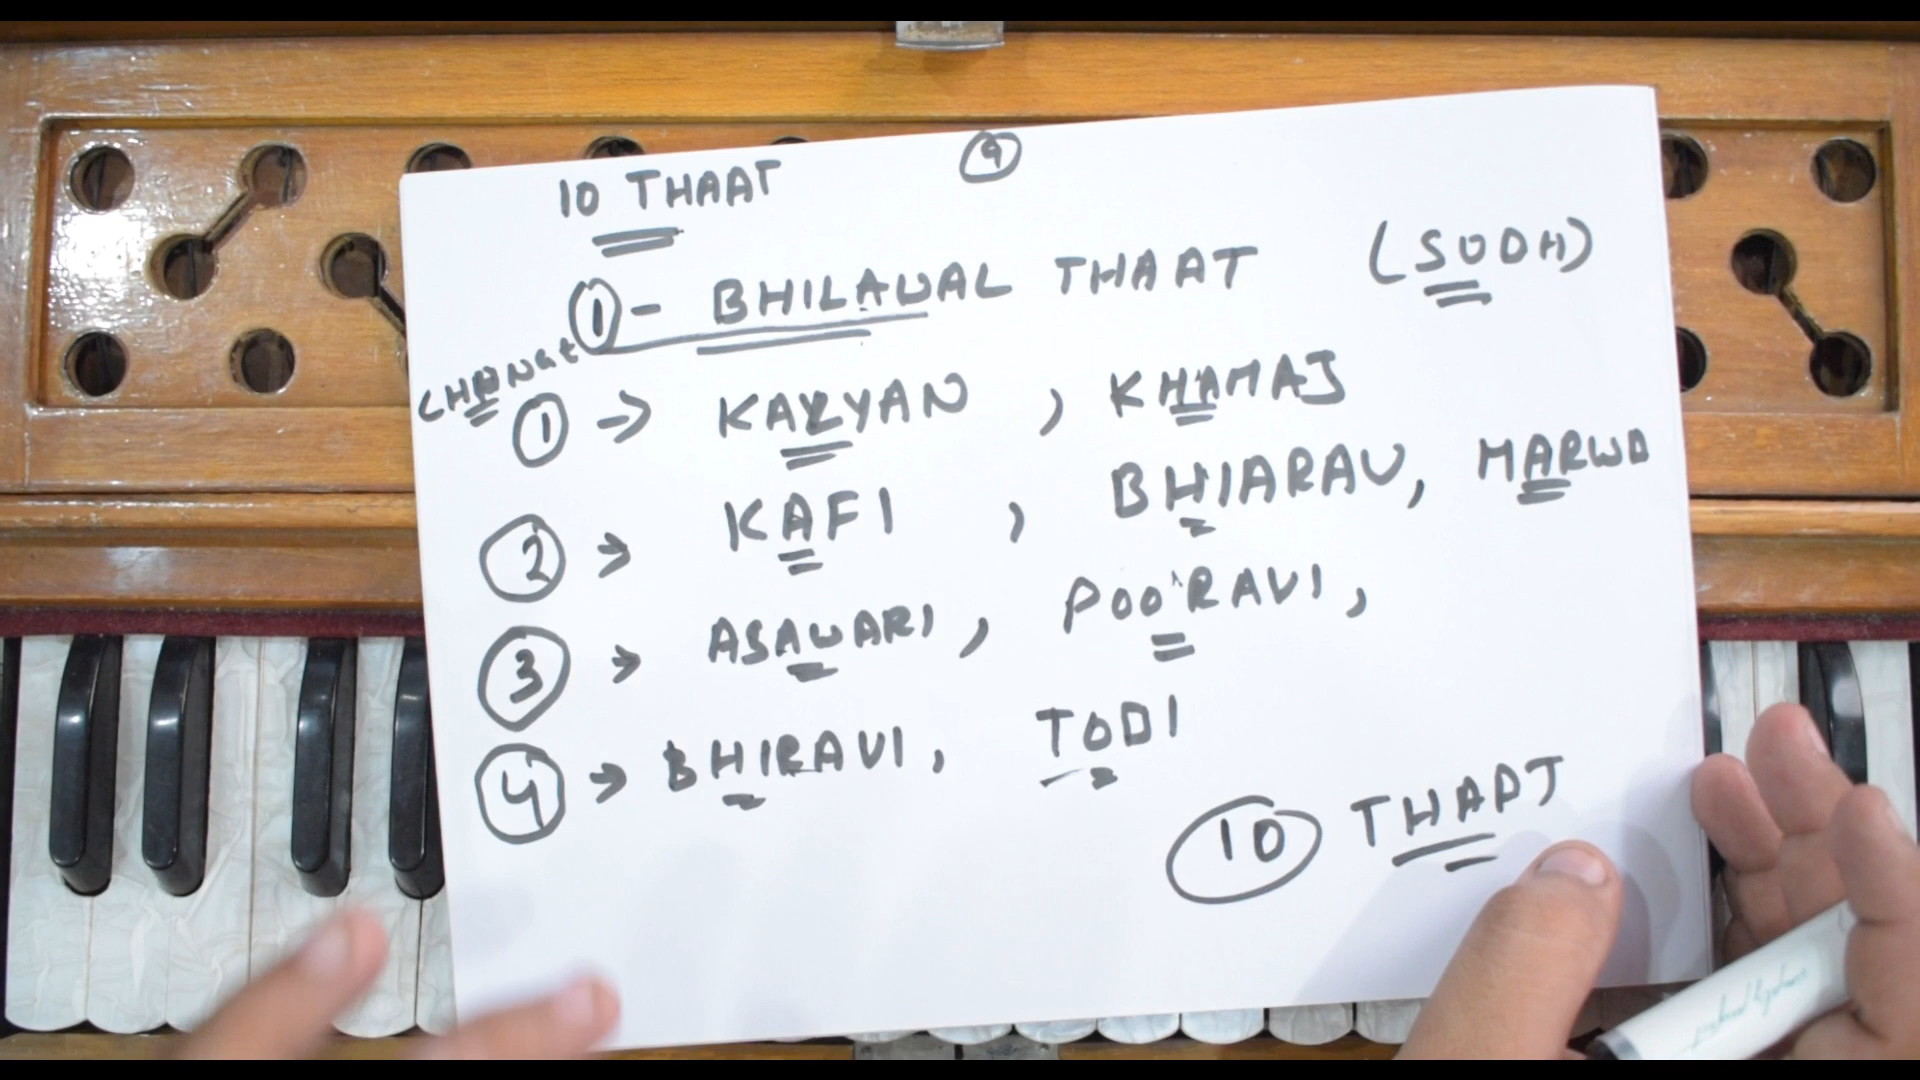 10 THAAT 9
1 - BHILAWAL THAAT (SUDH)
CHANGE
1 → KALYAN , KHAMAJ
2 → KAFI , BHIARAV, MARWA
3 → ASAWARI, POORAVI,
4 → BHIRAVI, TODI
10 THAAT